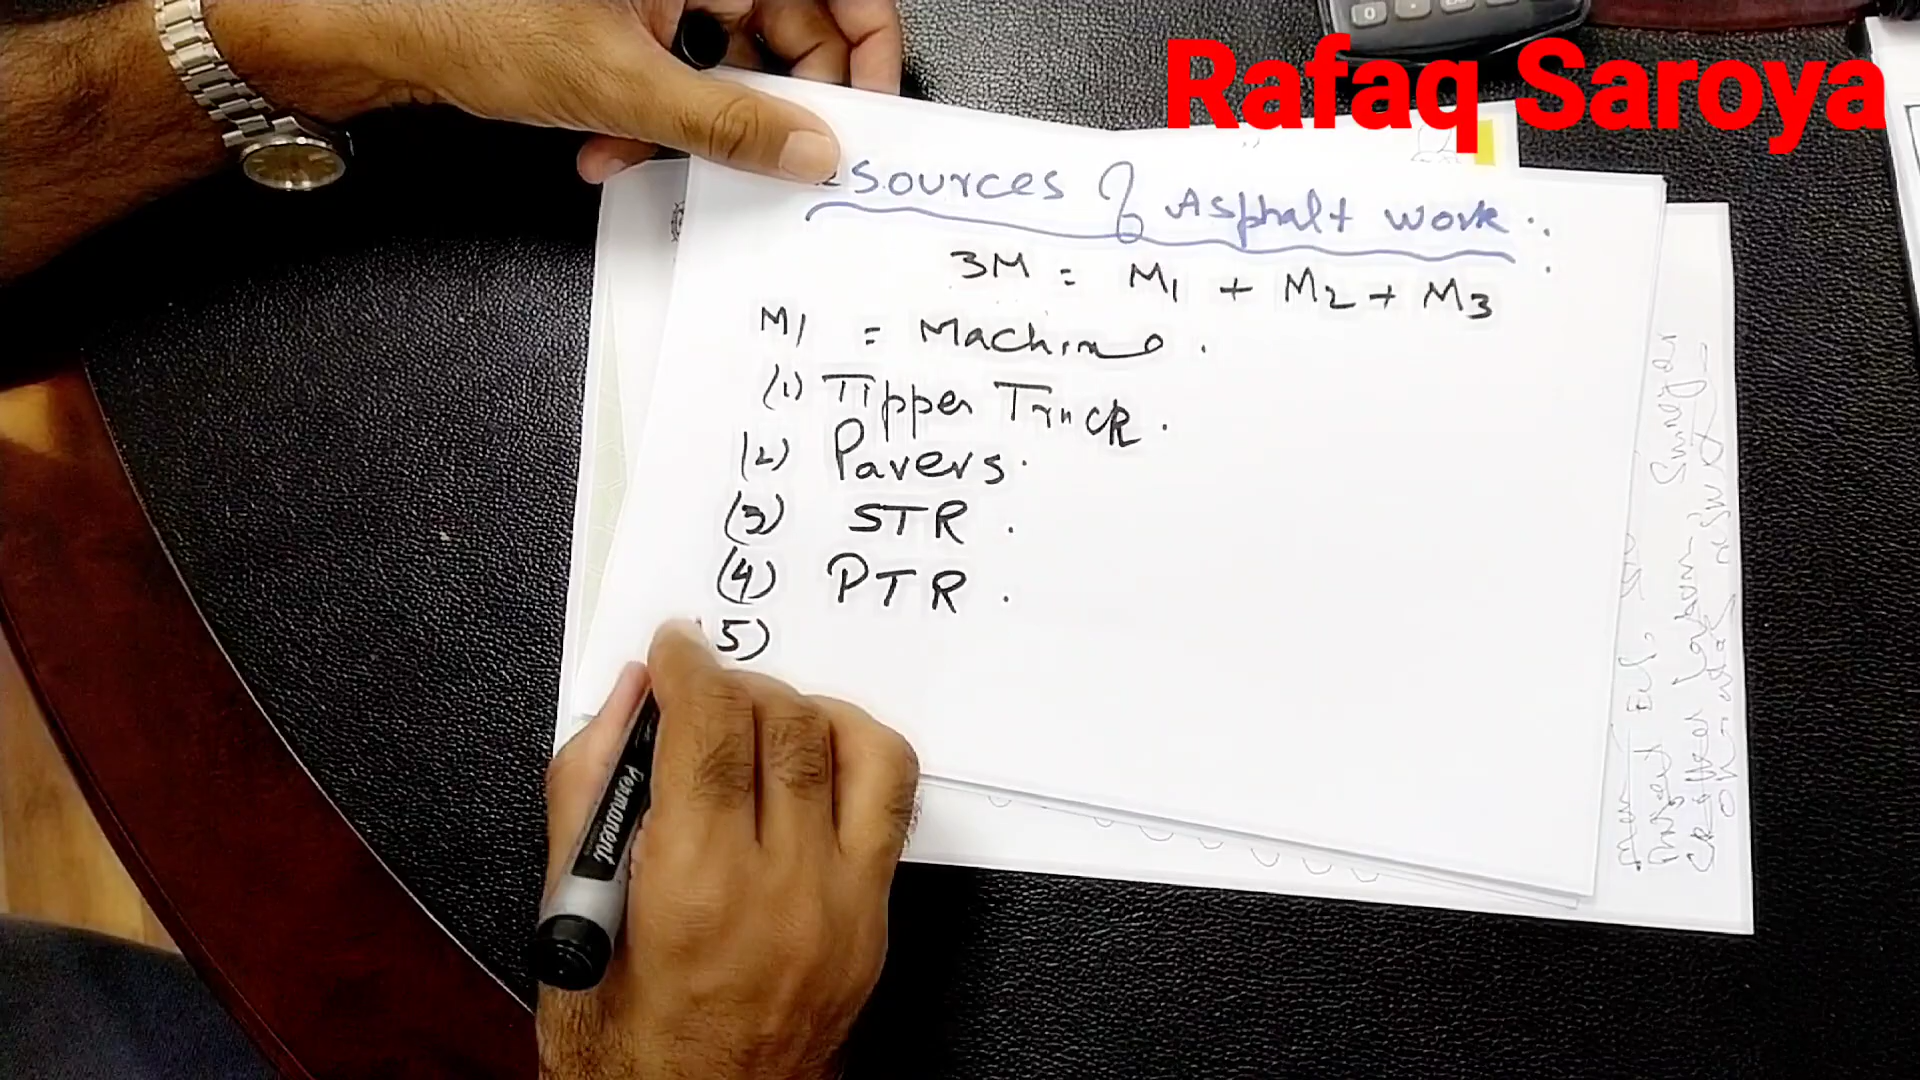 Rafaq Saroya
sources of Asphalt work :.
3M = M1 + M2 + M3
M1 = Machine .
(1) Tipper Truck .
(2) Pavers .
(3) STR .
(4) PTR .
(5)
Permanent